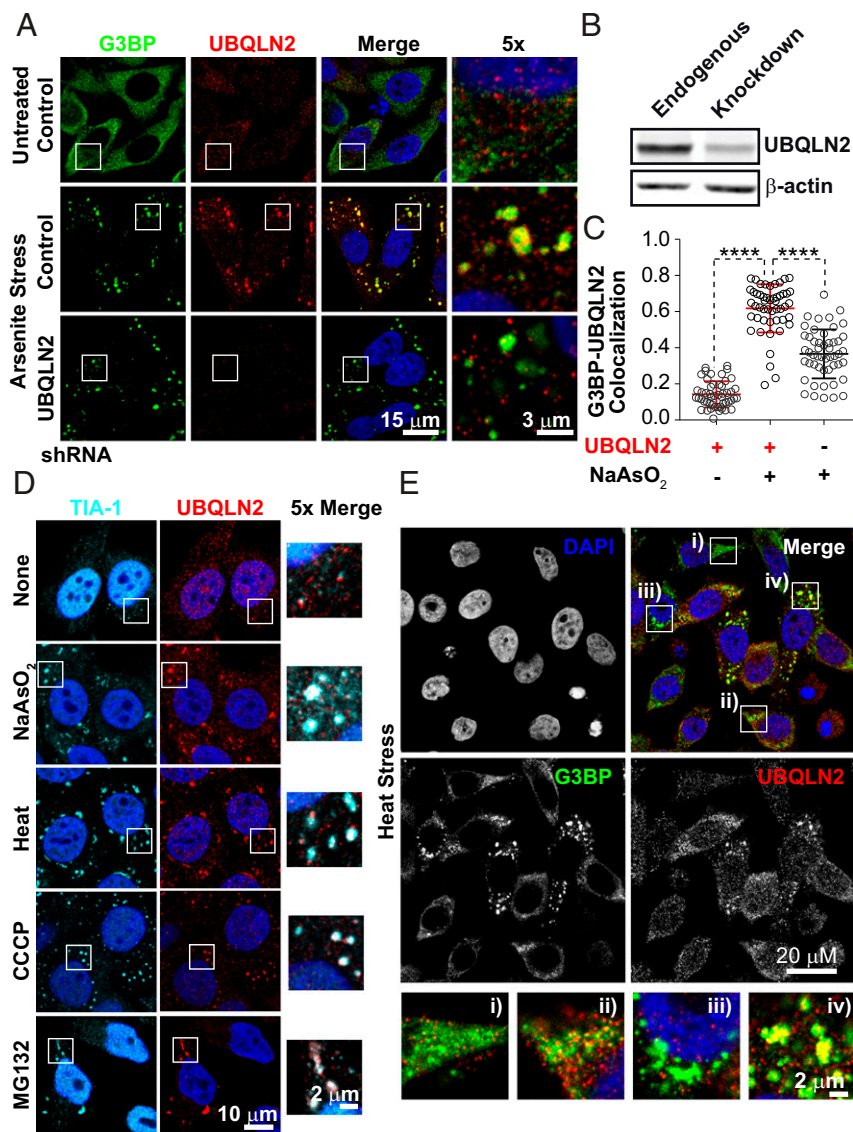 A
G3BP UBQLN2 Merge 5x
Untreated
Control
Arsenite Stress
Control
UBQLN2
15 μm
3 μm
shRNA
B
Endogenous
Knockdown
UBQLN2
β-actin
C
G3BP-UBQLN2
Colocalization
1.0
0.8
0.6
0.4
0.2
0.0
**** ****
UBQLN2 + + -
NaAsO2 - + +
D
TIA-1 UBQLN2 5x Merge
None
NaAsO2
Heat
CCCP
MG132
10 μm
2 μm
E
Heat Stress
DAPI
Merge
i)
iii)
iv)
ii)
G3BP
UBQLN2
20 μM
i) ii) iii) iv)
2 μm